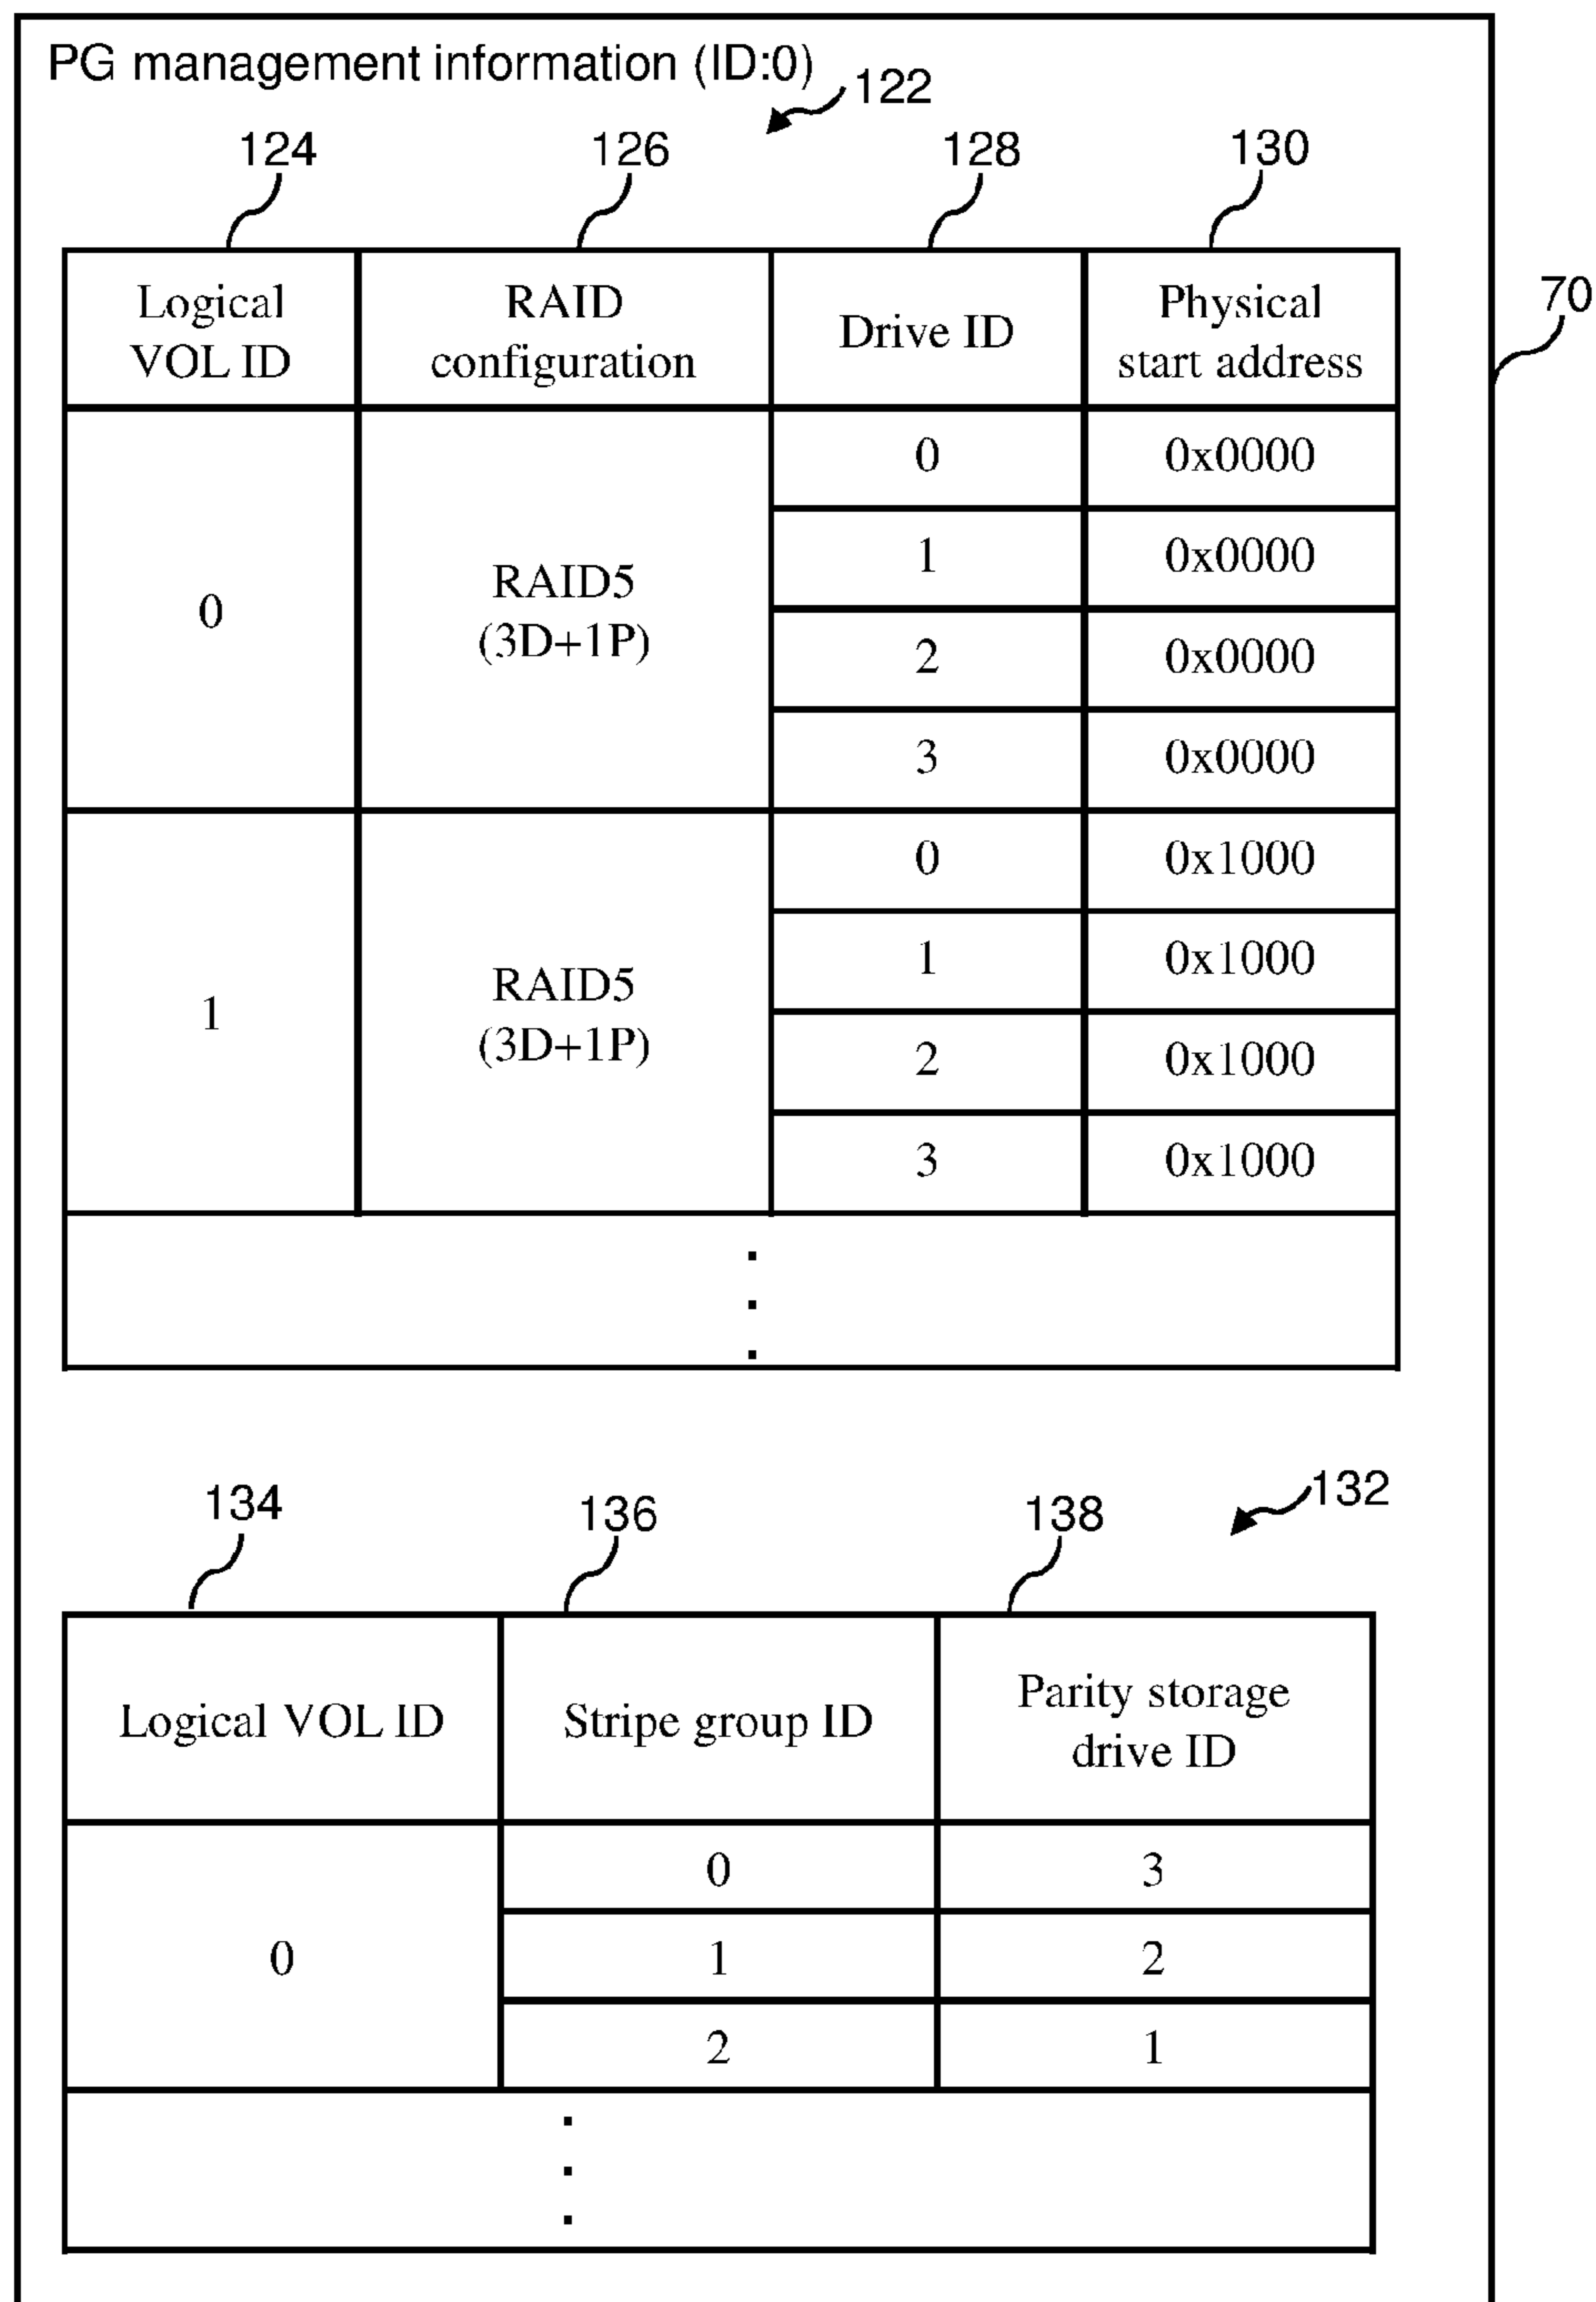 PG management information (ID:0)
122
124
126
128
130
70
Logical
VOL ID
RAID
configuration
Drive ID
Physical
start address
0
RAID5
(3D+1P)
0
0x0000
1
0x0000
2
0x0000
3
0x0000
1
RAID5
(3D+1P)
0
0x1000
1
0x1000
2
0x1000
3
0x1000
134
136
138
132
Logical VOL ID
Stripe group ID
Parity storage
drive ID
0
0
3
1
2
2
1